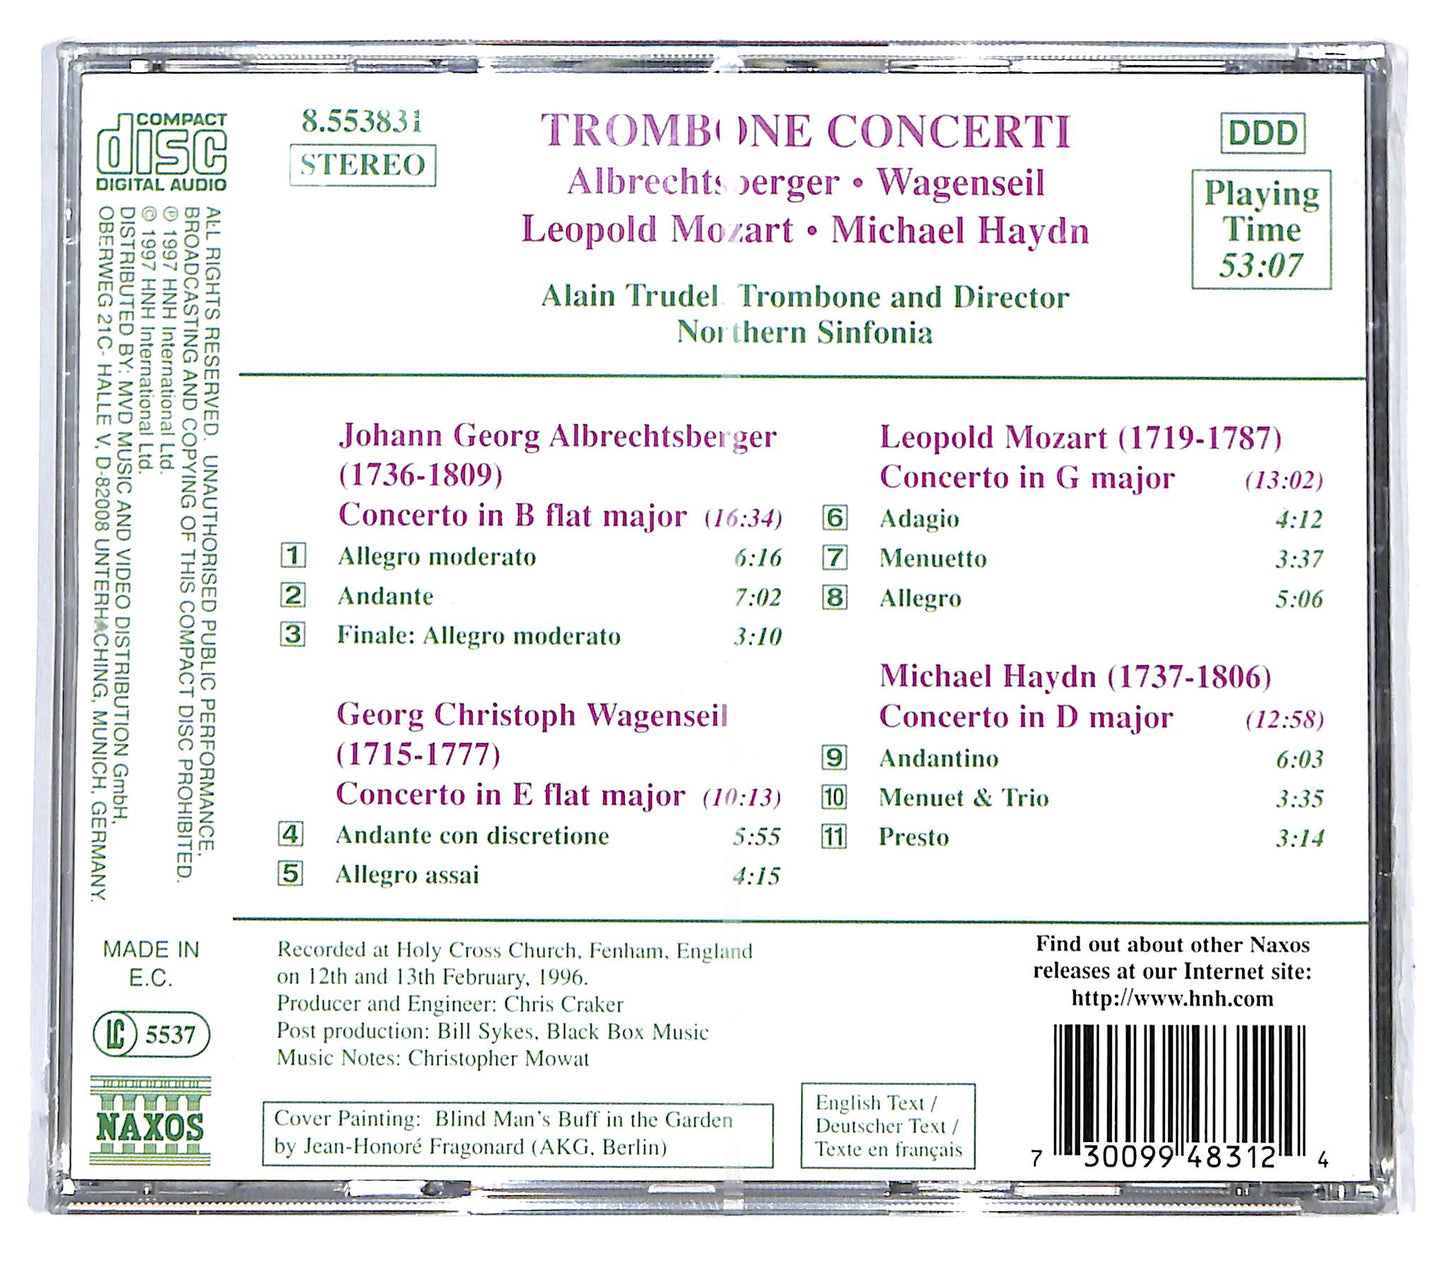 COMPACT
disc
DIGITAL AUDIO
8.553831
STEREO
TROMBONE CONCERTI
Albrechtsberger • Wagenseil
Leopold Mozart • Michael Haydn
Alain Trudel, Trombone and Director
Northern Sinfonia
DDD
Playing
Time
53:07
ALL RIGHTS RESERVED. UNAUTHORISED PUBLIC PERFORMANCE,
BROADCASTING AND COPYING OF THIS COMPACT DISC PROHIBITED.
℗ 1997 HNH International Ltd.
© 1997 HNH International Ltd.
DISTRIBUTED BY: MVD MUSIC AND VIDEO DISTRIBUTION GmbH,
OBERWEG 21C- HALLE V, D-82008 UNTERHACHING, MUNICH, GERMANY.
Johann Georg Albrechtsberger
(1736-1809)
Concerto in B flat major (16:34)
1 Allegro moderato 6:16
2 Andante 7:02
3 Finale: Allegro moderato 3:10
Georg Christoph Wagenseil
(1715-1777)
Concerto in E flat major (10:13)
4 Andante con discretione 5:55
5 Allegro assai 4:15
Leopold Mozart (1719-1787)
Concerto in G major (13:02)
6 Adagio 4:12
7 Menuetto 3:37
8 Allegro 5:06
Michael Haydn (1737-1806)
Concerto in D major (12:58)
9 Andantino 6:03
10 Menuet & Trio 3:35
11 Presto 3:14
MADE IN
E.C.
LC 5537
NAXOS
Recorded at Holy Cross Church, Fenham, England
on 12th and 13th February, 1996.
Producer and Engineer: Chris Craker
Post production: Bill Sykes, Black Box Music
Music Notes: Christopher Mowat
Cover Painting: Blind Man's Buff in the Garden
by Jean-Honoré Fragonard (AKG, Berlin)
English Text /
Deutscher Text /
Texte en français
Find out about other Naxos
releases at our Internet site:
http://www.hnh.com
7 30099 48312 4